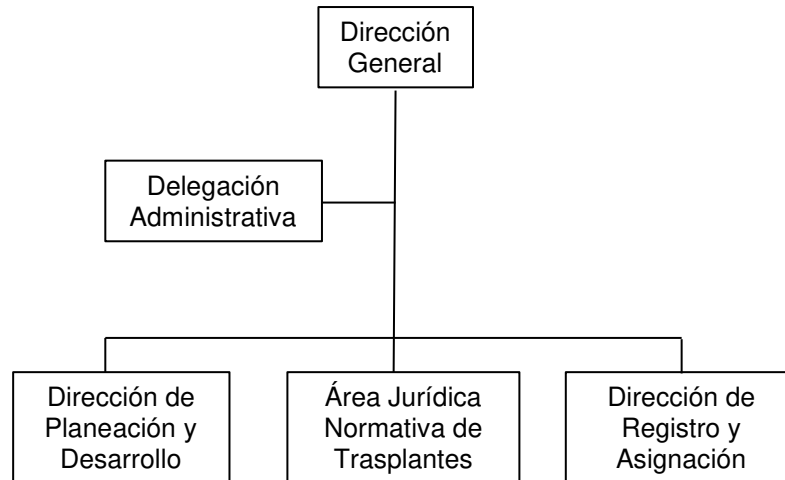 Dirección
General
Delegación
Administrativa
Dirección de
Planeación y
Desarrollo
Área Jurídica
Normativa de
Trasplantes
Dirección de
Registro y
Asignación